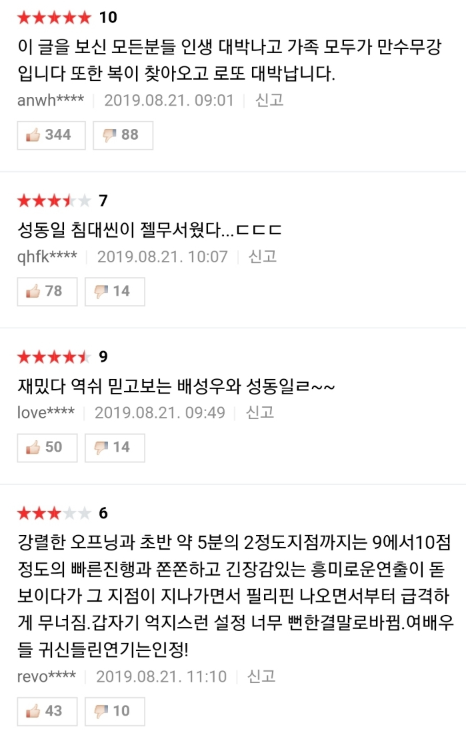 ★★★★★ 10
이 글을 보신 모든분들 인생 대박나고 가족 모두가 만수무강
입니다 또한 복이 찾아오고 로또 대박납니다.
anwh**** | 2019.08.21. 09:01 | 신고
344 88
★★★★★ 7
성동일 침대씬이 젤무서웠다...ㄷㄷㄷ
qhfk**** | 2019.08.21. 10:07 | 신고
78 14
★★★★★ 9
재밌다 역쉬 믿고보는 배성우와 성동일ㄹ~~
love**** | 2019.08.21. 09:49 | 신고
50 14
★★★★★ 6
강렬한 오프닝과 초반 약 5분의 2정도지점까지는 9에서10점
정도의 빠른진행과 쫀쫀하고 긴장감있는 흥미로운연출이 돋
보이다가 그 지점이 지나가면서 필리핀 나오면서부터 급격하
게 무너짐.갑자기 억지스런 설정 너무 뻔한결말로바뀜.여배우
들 귀신들린연기는인정!
revo**** | 2019.08.21. 11:10 | 신고
43 10